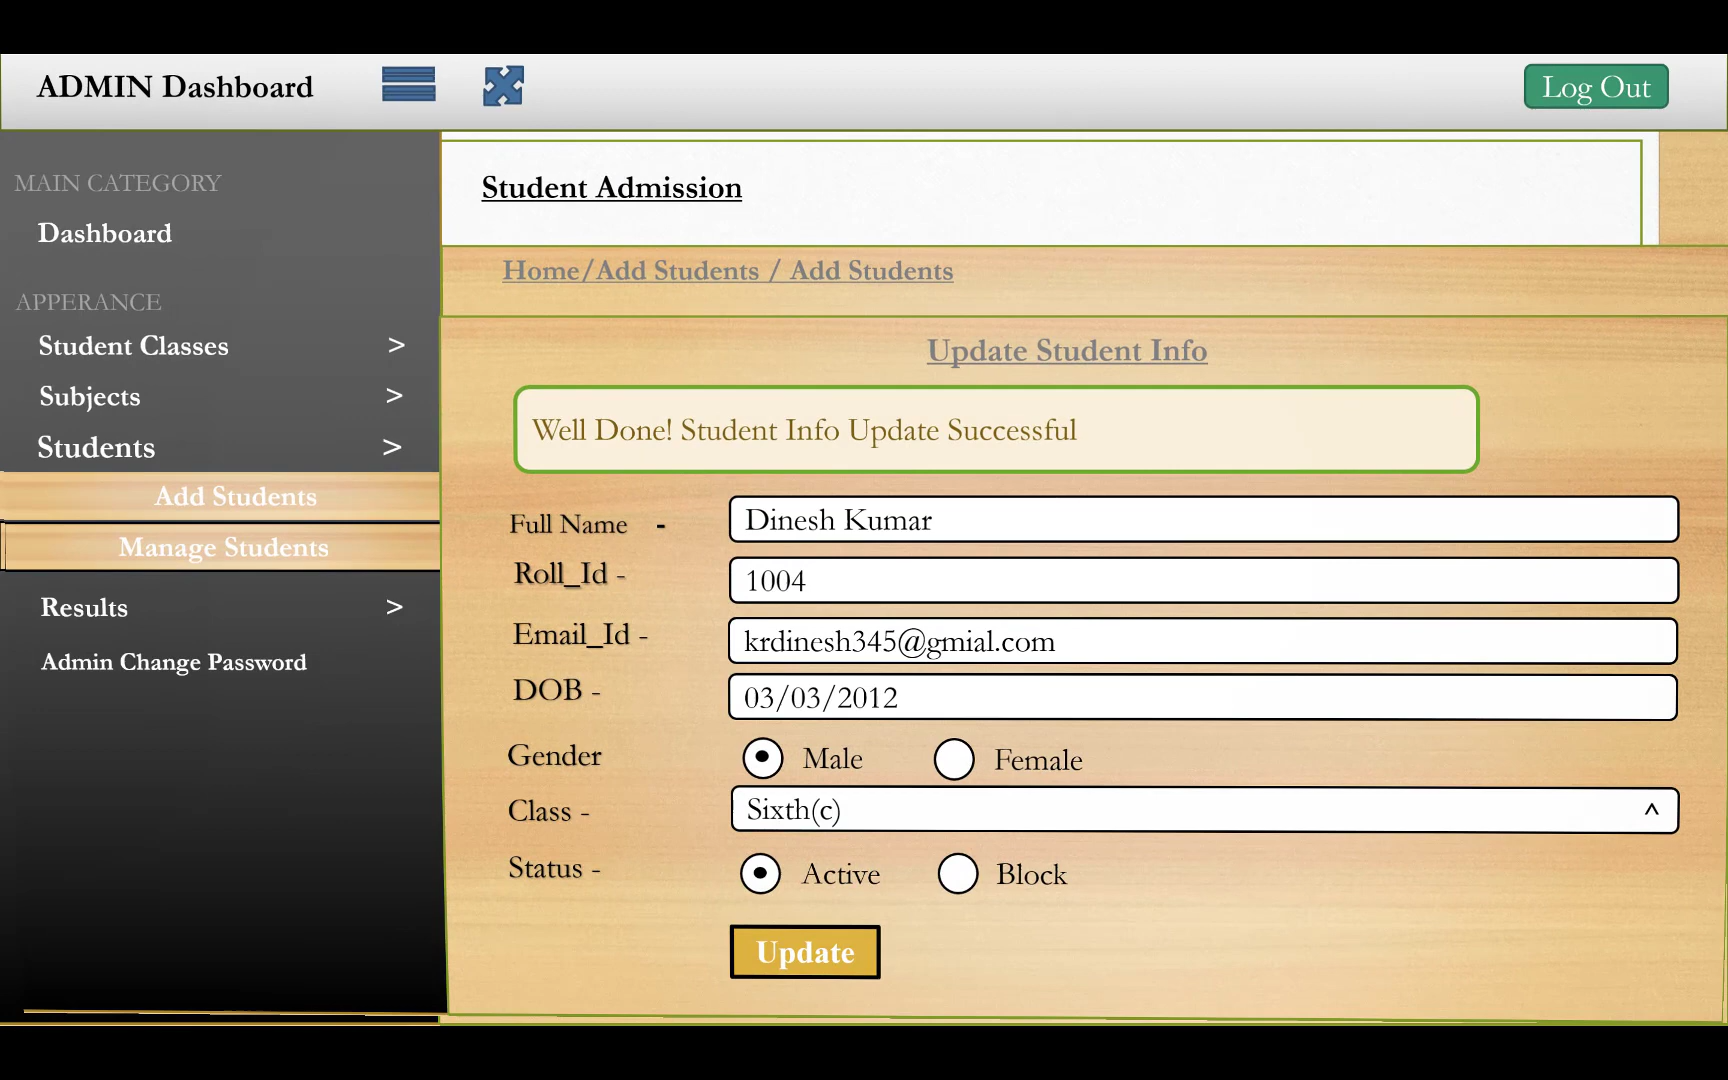 ADMIN Dashboard
Log Out
MAIN CATEGORY
Dashboard
APPERANCE
Student Classes >
Subjects >
Students >
Add Students
Manage Students
Results >
Admin Change Password
Student Admission
Home/Add Students / Add Students
Update Student Info
Well Done! Student Info Update Successful
Full Name - Dinesh Kumar
Roll_Id - 1004
Email_Id - krdinesh345@gmial.com
DOB - 03/03/2012
Gender Male Female
Class - Sixth(c) ^
Status - Active Block
Update